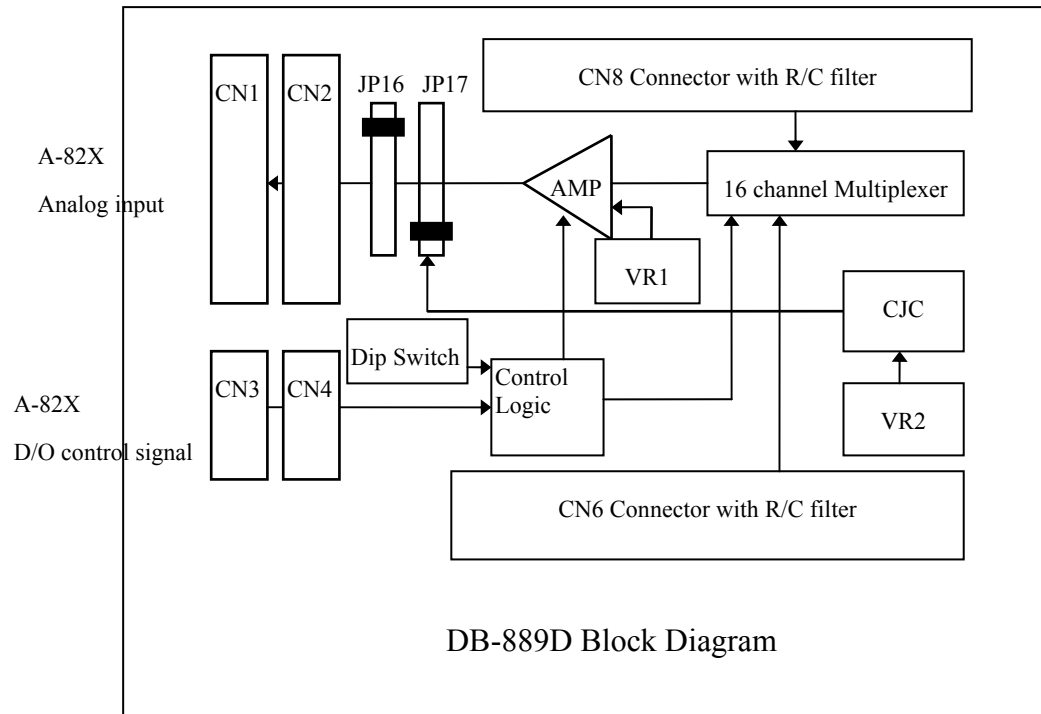 CN8 Connector with R/C filter
CN1
CN2
JP16
JP17
A-82X
Analog input
AMP
16 channel Multiplexer
VR1
CJC
Dip Switch
Control
Logic
CN3
CN4
A-82X
D/O control signal
VR2
CN6 Connector with R/C filter
DB-889D Block Diagram